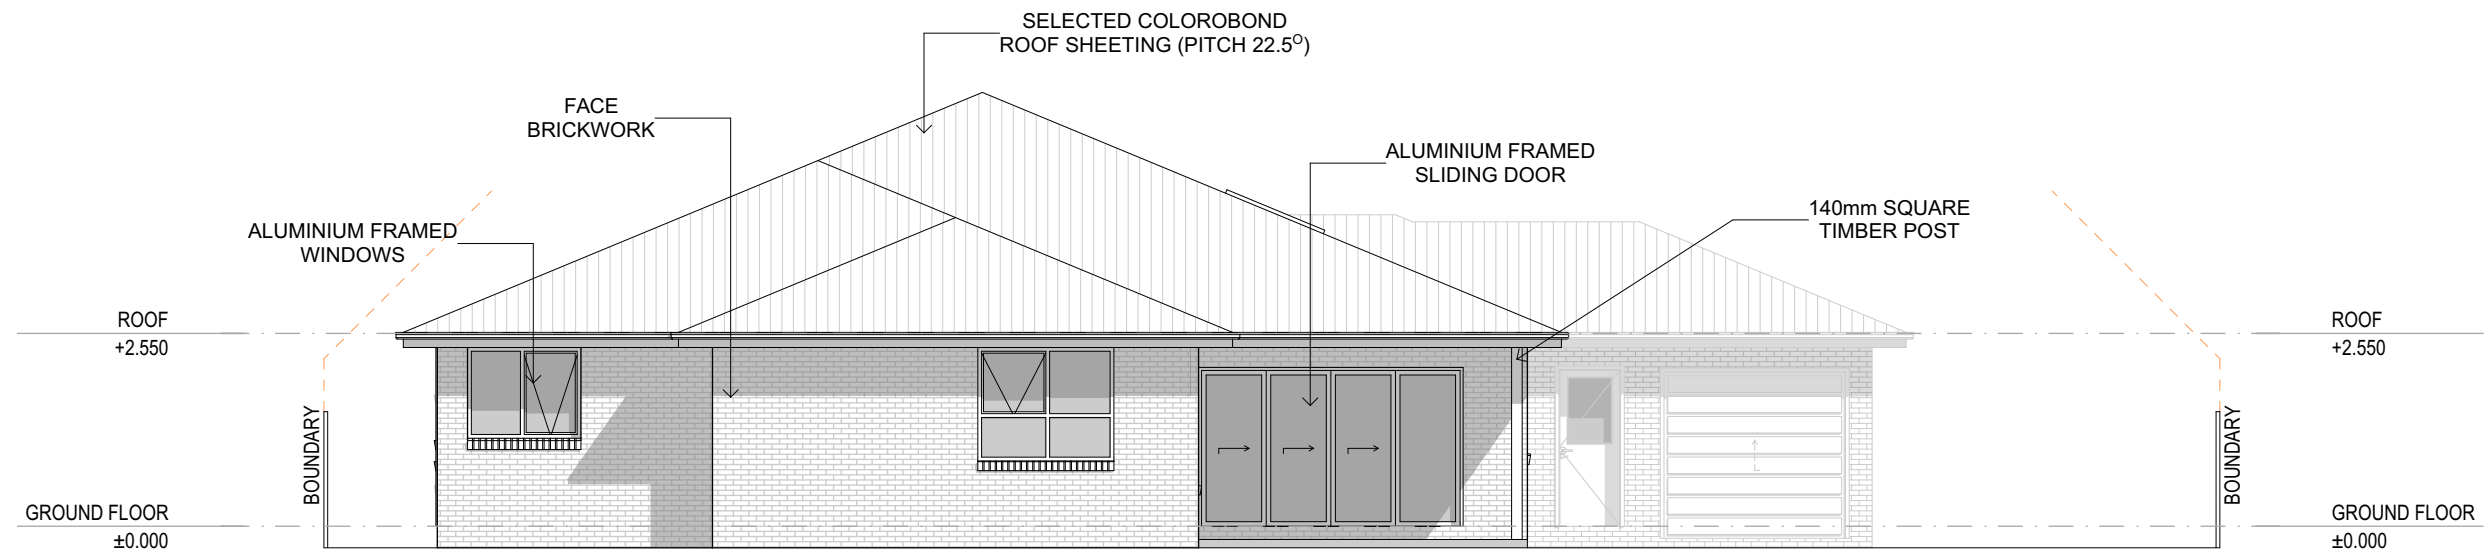 SELECTED COLOROBOND
ROOF SHEETING (PITCH 22.5⁰)
FACE
BRICKWORK
ALUMINIUM FRAMED
SLIDING DOOR
140mm SQUARE
TIMBER POST
ALUMINIUM FRAMED
WINDOWS
ROOF
+2.550
ROOF
+2.550
BOUNDARY
BOUNDARY
GROUND FLOOR
±0.000
GROUND FLOOR
±0.000